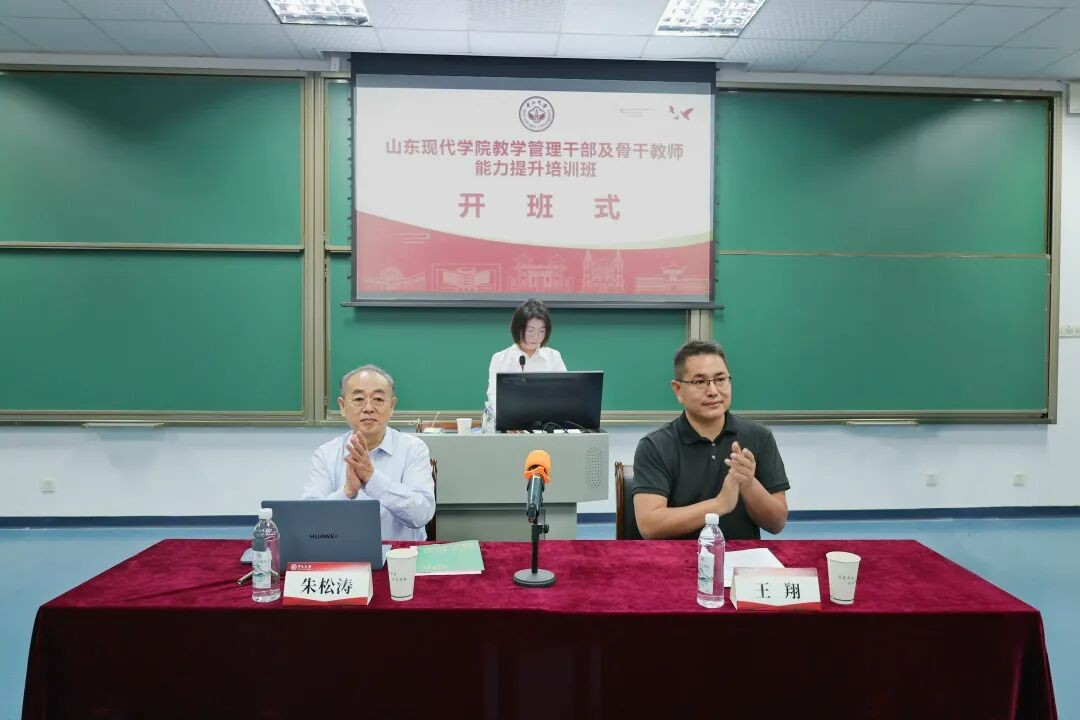 山东现代学院教学管理干部及骨干教师
能力提升培训班
开 班 式
HUAWEI
朱松涛
王 翔